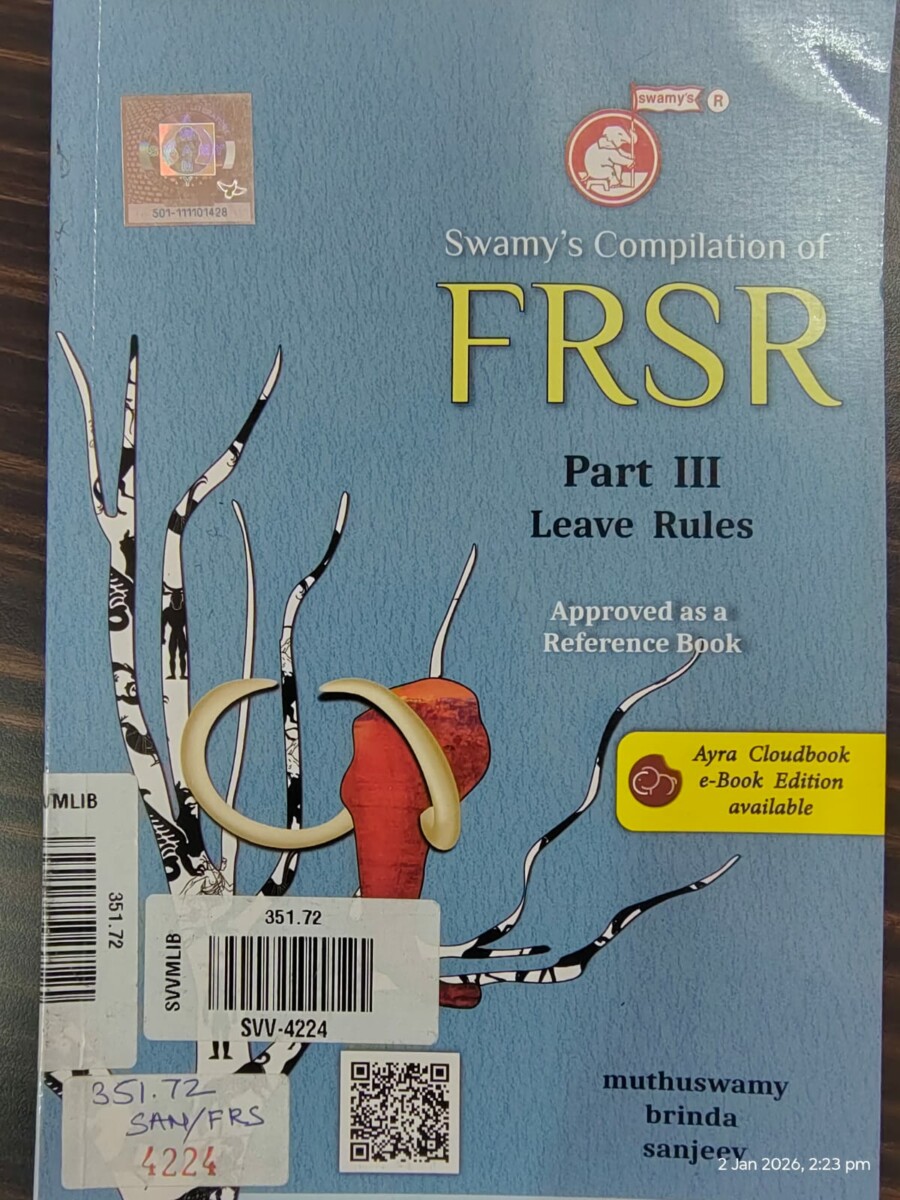 swamy's R
501-111101428
Swamy's Compilation of
FRSR
Part III
Leave Rules
Approved as a
Reference Book
Ayra Cloudbook
e-Book Edition
available
VMLIB
351.72
351.72
SVVMLIB
SVV-4224
351.72
SAN/FRS
4224
muthuswamy
brinda
sanjeev
2 Jan 2026, 2:23 pm